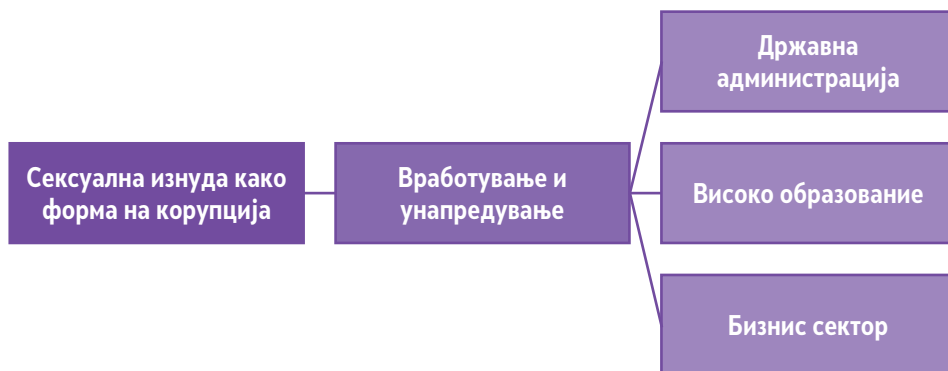 Сексуална изнуда како
форма на корупција
Вработување и
унапредување
Државна
администрација
Високо образование
Бизнис сектор